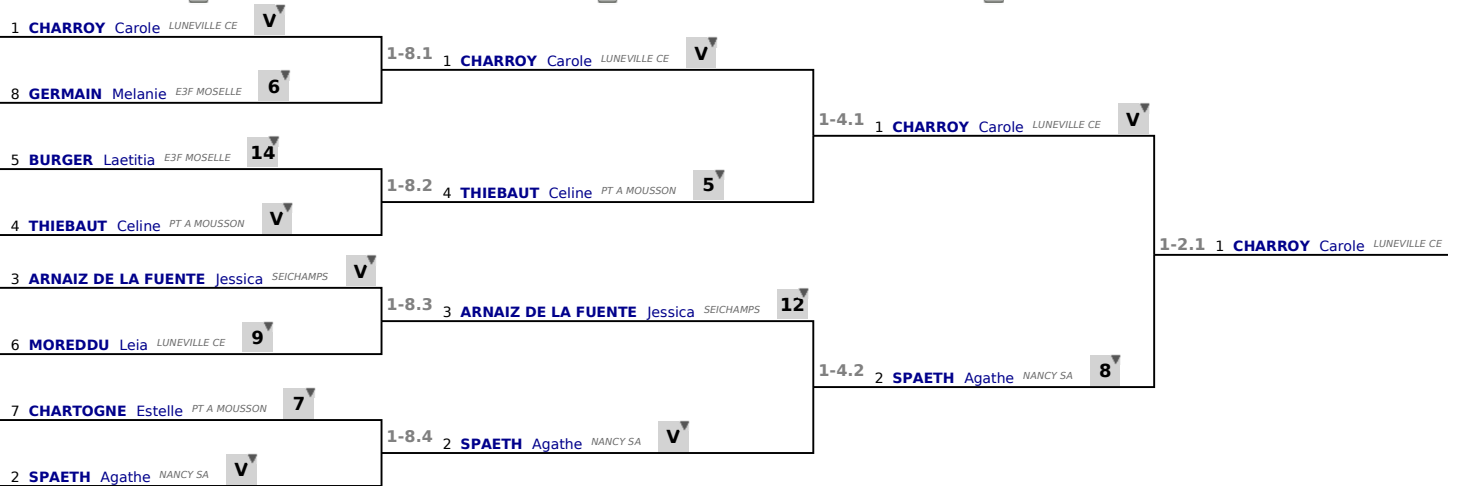 1 CHARROY Carole LUNEVILLE CE V
8 GERMAIN Melanie E3F MOSELLE 6
5 BURGER Laetitia E3F MOSELLE 14
4 THIEBAUT Celine PT A MOUSSON V
3 ARNAIZ DE LA FUENTE Jessica SEICHAMPS V
6 MOREDDU Leia LUNEVILLE CE 9
7 CHARTOGNE Estelle PT A MOUSSON 7
2 SPAETH Agathe NANCY SA V
1-8.1 1 CHARROY Carole LUNEVILLE CE V
1-8.2 4 THIEBAUT Celine PT A MOUSSON 5
1-8.3 3 ARNAIZ DE LA FUENTE Jessica SEICHAMPS 12
1-8.4 2 SPAETH Agathe NANCY SA V
1-4.1 1 CHARROY Carole LUNEVILLE CE V
1-4.2 2 SPAETH Agathe NANCY SA 8
1-2.1 1 CHARROY Carole LUNEVILLE CE